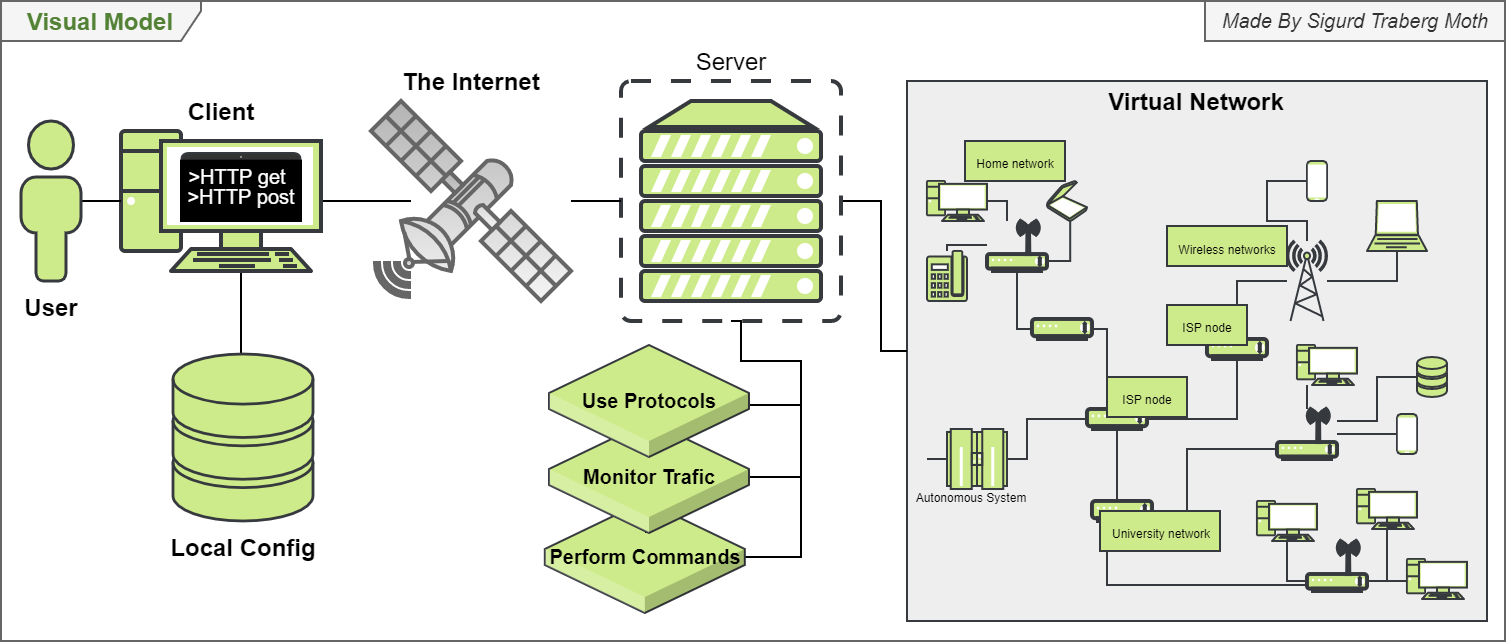 Visual Model
Made By Sigurd Traberg Moth
Server
The Internet
Virtual Network
Client
>HTTP get
>HTTP post
User
Local Config
Use Protocols
Monitor Trafic
Perform Commands
Home network
Wireless networks
ISP node
ISP node
Autonomous System
University network